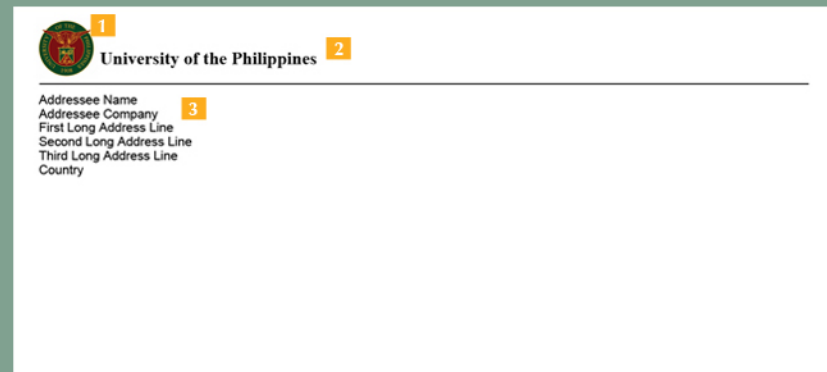 1
University of the Philippines 2
Addressee Name
Addressee Company 3
First Long Address Line
Second Long Address Line
Third Long Address Line
Country